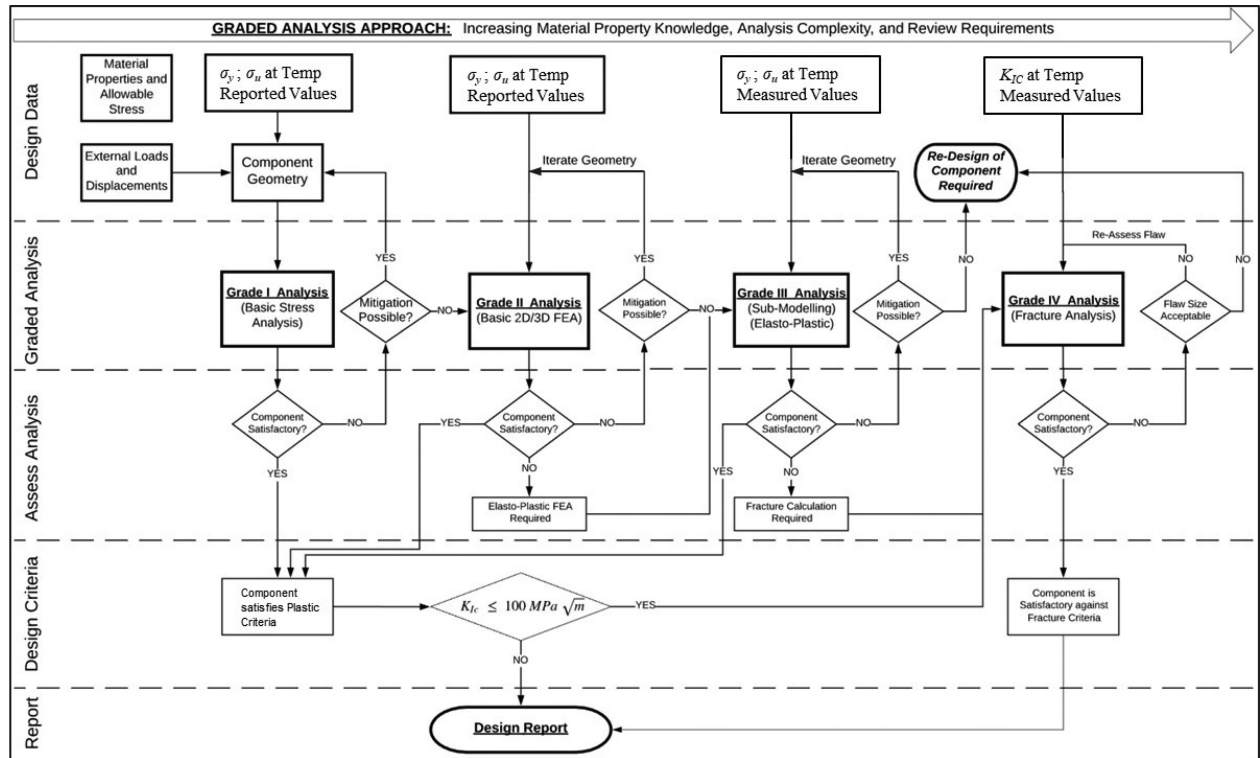 GRADED ANALYSIS APPROACH: Increasing Material Property Knowledge, Analysis Complexity, and Review Requirements
Design Data
Material
Properties and
Allowable
Stress
σy ; σu at Temp
Reported Values
σy ; σu at Temp
Reported Values
σy ; σu at Temp
Measured Values
KIC at Temp
Measured Values
External Loads
and
Displacements
Component
Geometry
Iterate Geometry
Iterate Geometry
Re-Design of
Component
Required
Graded Analysis
YES
YES
YES
NO
Re-Assess Flaw
NO
NO
Grade I Analysis
(Basic Stress
Analysis)
Mitigation
Possible?
NO
Grade II Analysis
(Basic 2D/3D FEA)
Mitigation
Possible?
NO
Grade III Analysis
(Sub-Modelling)
(Elasto-Plastic)
Mitigation
Possible?
Grade IV Analysis
(Fracture Analysis)
Flaw Size
Acceptable
Assess Analysis
Component
Satisfactory?
NO
YES
YES
Component
Satisfactory?
NO
NO
Elasto-Plastic FEA
Required
YES
Component
Satisfactory?
NO
NO
Fracture Calculation
Required
Component
Satisfactory?
NO
YES
Design Criteria
Component
satisfies Plastic
Criteria
KIc ≤ 100 MPa √m
YES
NO
Component is
Satisfactory against
Fracture Criteria
Report
Design Report